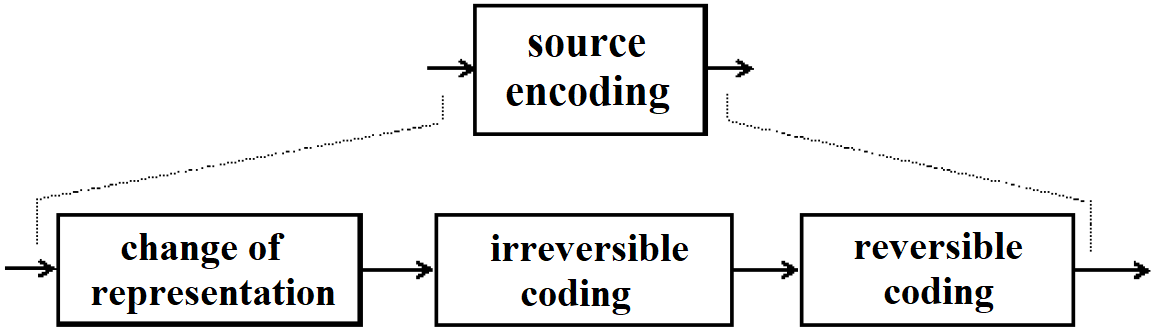 source
encoding
change of
representation
irreversible
coding
reversible
coding